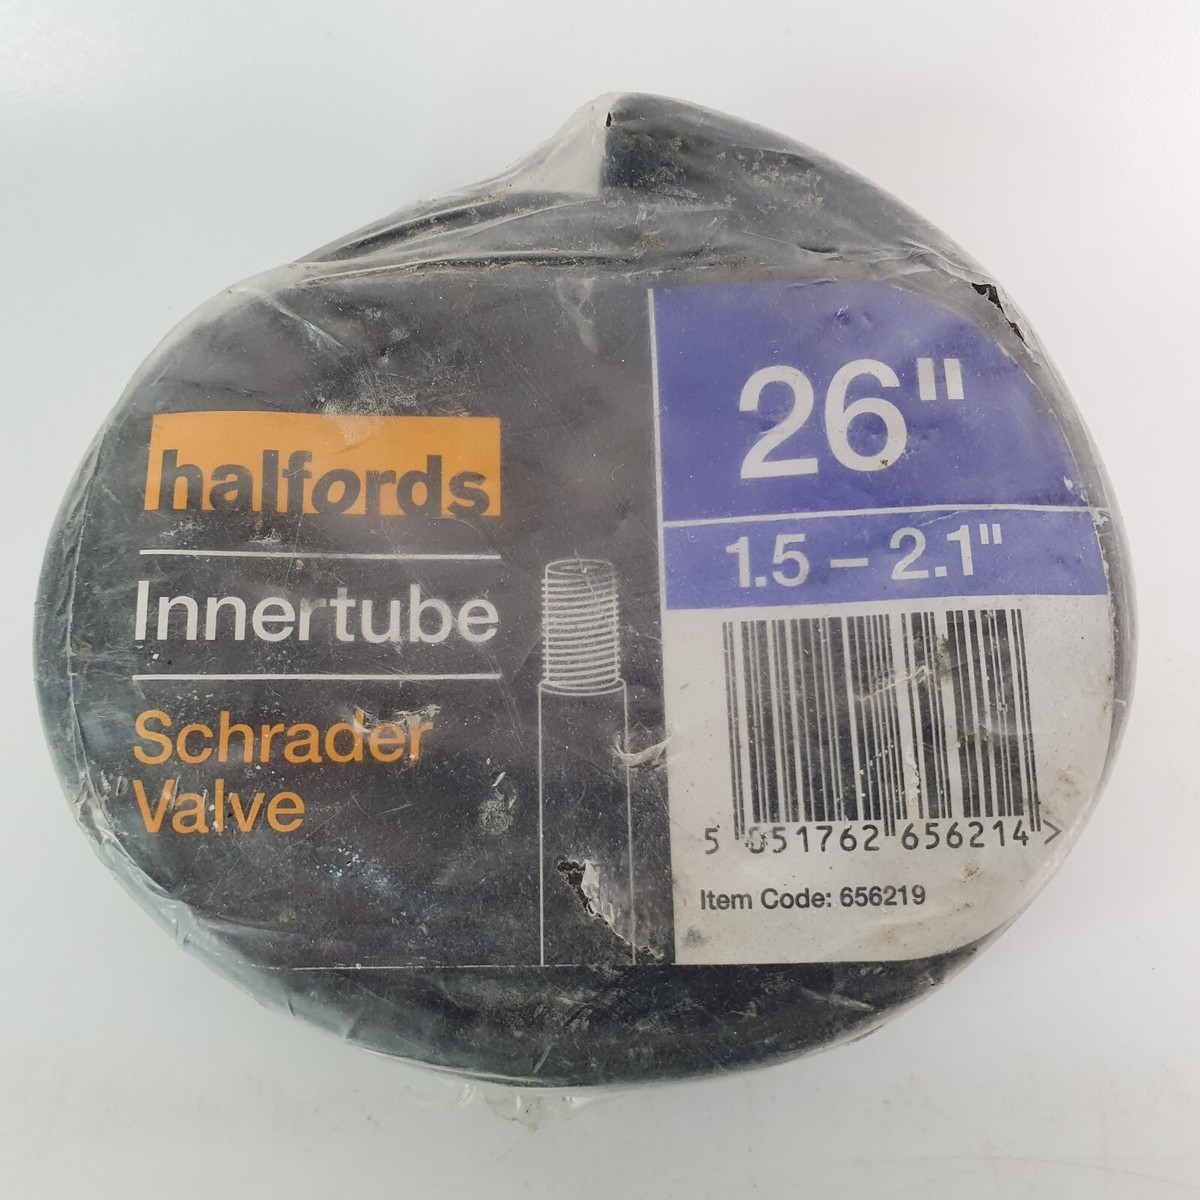 halfords
Innertube
Schrader
Valve
26"
1.5 – 2.1"
5 051762 656214 >
Item Code: 656219